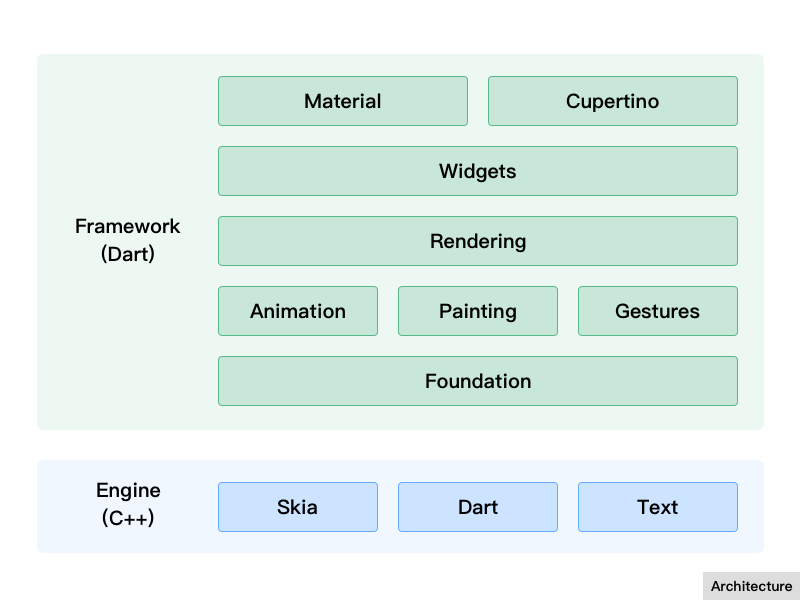 Material
Cupertino
Widgets
Framework
(Dart)
Rendering
Animation
Painting
Gestures
Foundation
Engine
(C++)
Skia
Dart
Text
Architecture